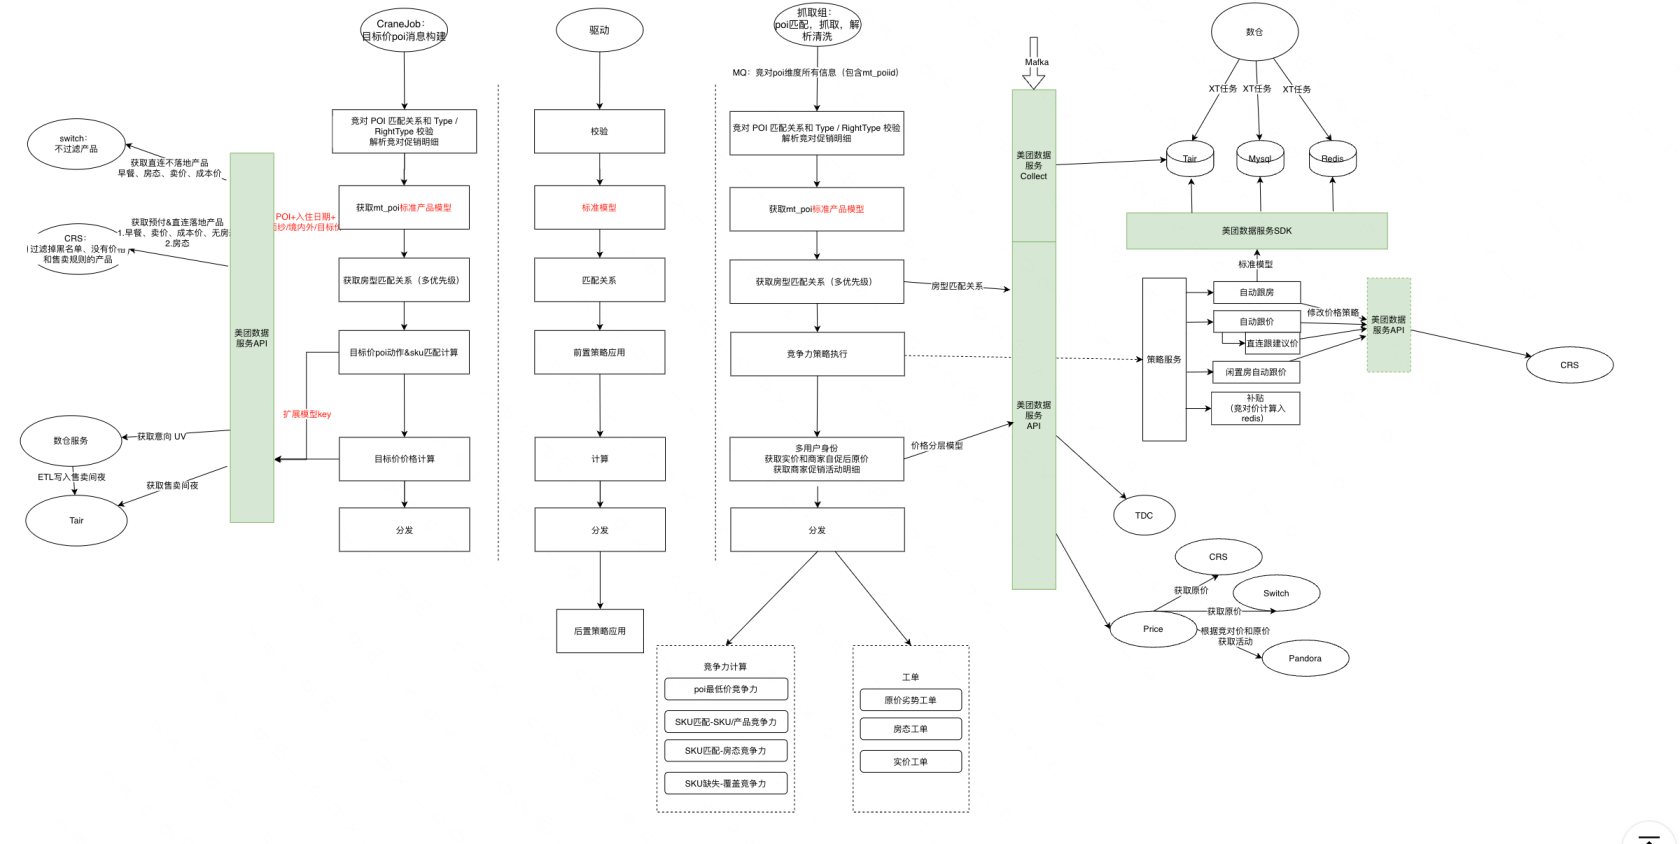 CraneJob：
目标价poi消息构建
竞对 POI 匹配关系和 Type /
RightType 校验
解析竞对促销明细
获取mt_poi标准产品模型
获取房型匹配关系（多优先级）
目标价poi动作&sku匹配计算
目标价价格计算
分发
switch：
不过滤产品
获取直连不落地产品
早餐、房态、卖价、成本价
获取预付&直连落地产品
1.早餐、卖价、成本价、无房
2.房态
CRS：
过滤掉黑名单、没有价
和售卖规则的产品
美团数据
服务API
POI+入住日期+
纱/境内外/目标
扩展模型key
数仓服务
获取意向 UV
ETL写入售卖间夜
获取售卖间夜
Tair
驱动
校验
标准模型
匹配关系
前置策略应用
计算
分发
后置策略应用
抓取组：
poi匹配，抓取，解
析清洗
MQ：竞对poi维度所有信息（包含mt_poiid）
竞对 POI 匹配关系和 Type / RightType 校验
解析竞对促销明细
获取mt_poi标准产品模型
获取房型匹配关系（多优先级）
房型匹配关系
竞争力策略执行
多用户身份
获取实价和商家自促后原价
获取商家促销活动明细
价格分层模型
分发
竞争力计算
poi最低价竞争力
SKU匹配-SKU/产品竞争力
SKU匹配-房态竞争力
SKU缺失-覆盖竞争力
工单
原价劣势工单
房态工单
实价工单
Mafka
美团数据
服务
Collect
美团数据
服务
API
数仓
XT任务
XT任务
XT任务
Tair
Mysql
Redis
美团数据服务SDK
标准模型
策略服务
自动跟房
自动跟价
直连跟建议价
闲置房自动跟价
补贴
（竞对价计算入
redis）
修改价格策略
美团数据
服务API
CRS
TDC
CRS
获取原价
Switch
获取原价
Price
根据竞对价和原价
获取活动
Pandora